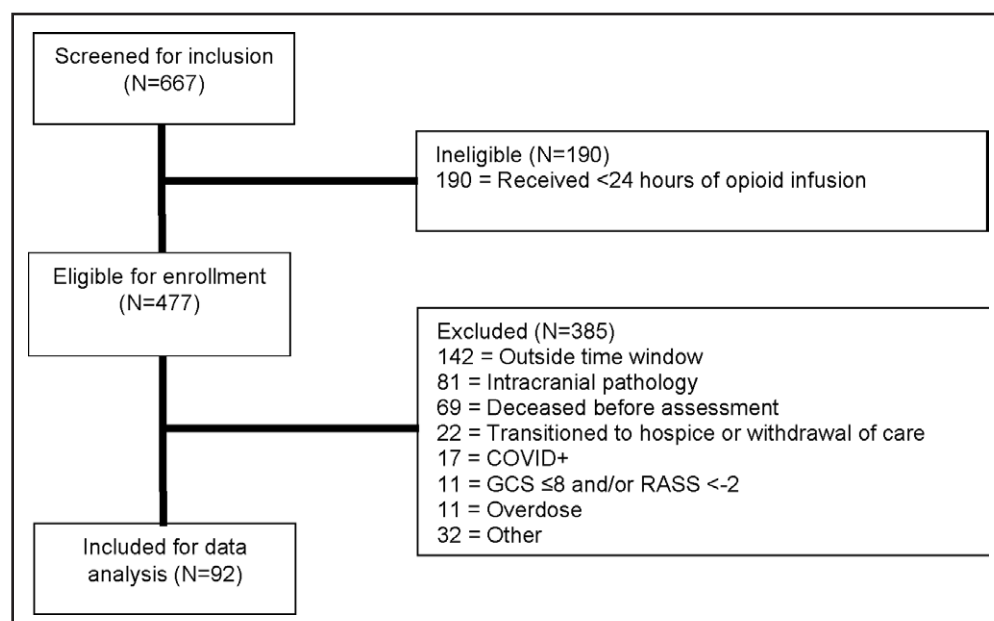 Screened for inclusion
(N=667)
Ineligible (N=190)
190 = Received <24 hours of opioid infusion
Eligible for enrollment
(N=477)
Excluded (N=385)
142 = Outside time window
81 = Intracranial pathology
69 = Deceased before assessment
22 = Transitioned to hospice or withdrawal of care
17 = COVID+
11 = GCS ≤8 and/or RASS <-2
11 = Overdose
32 = Other
Included for data
analysis (N=92)